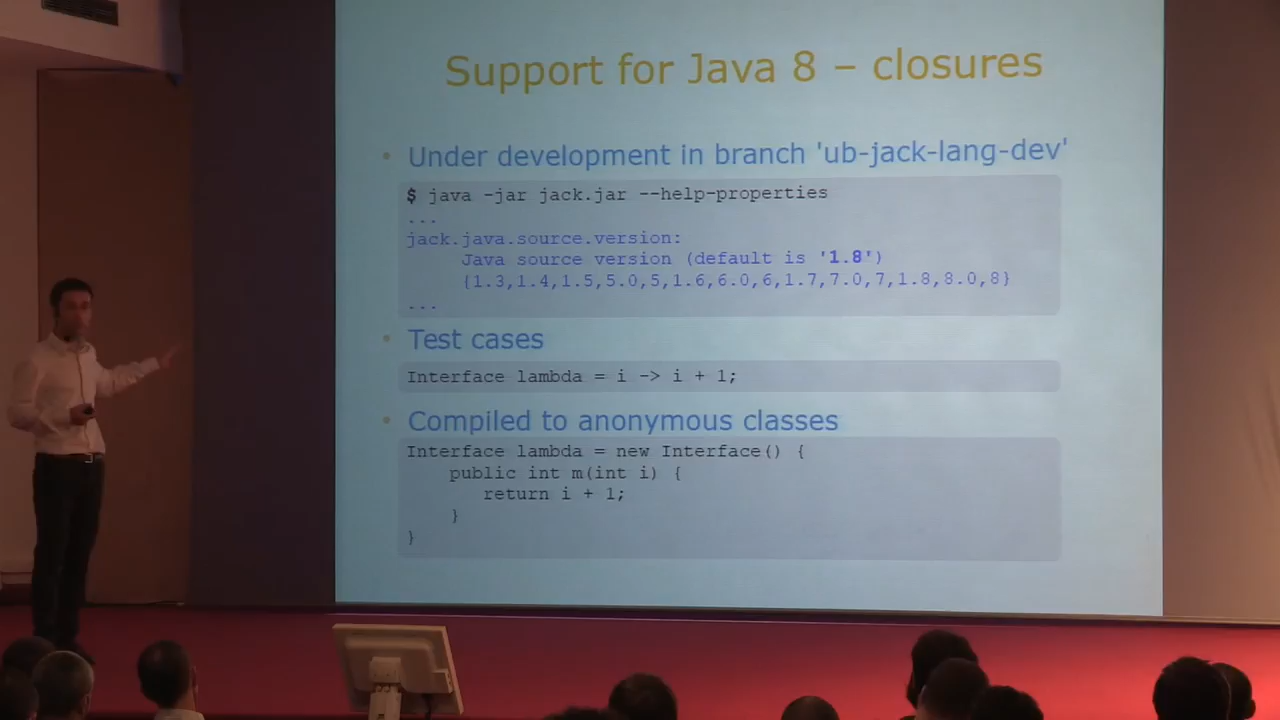 Support for Java 8 – closures
• Under development in branch 'ub-jack-lang-dev'
$ java -jar jack.jar --help-properties
...
jack.java.source.version:
Java source version (default is '1.8')
{1.3,1.4,1.5,5.0,5,1.6,6.0,6,1.7,7.0,7,1.8,8.0,8}
...
• Test cases
Interface lambda = i -> i + 1;
• Compiled to anonymous classes
Interface lambda = new Interface() {
public int m(int i) {
return i + 1;
}
}